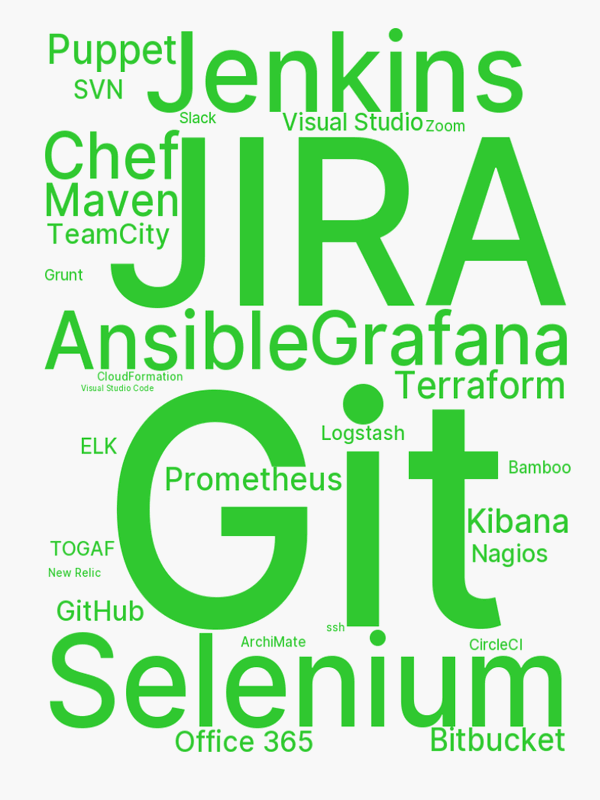 Puppet
Jenkins
SVN
Slack
Visual Studio
Zoom
Chef
JIRA
Maven
TeamCity
Grunt
Ansible
Grafana
CloudFormation
Visual Studio Code
Terraform
Git
Logstash
ELK
Prometheus
Bamboo
Kibana
TOGAF
Nagios
New Relic
GitHub
ssh
Selenium
ArchiMate
CircleCI
Office 365
Bitbucket